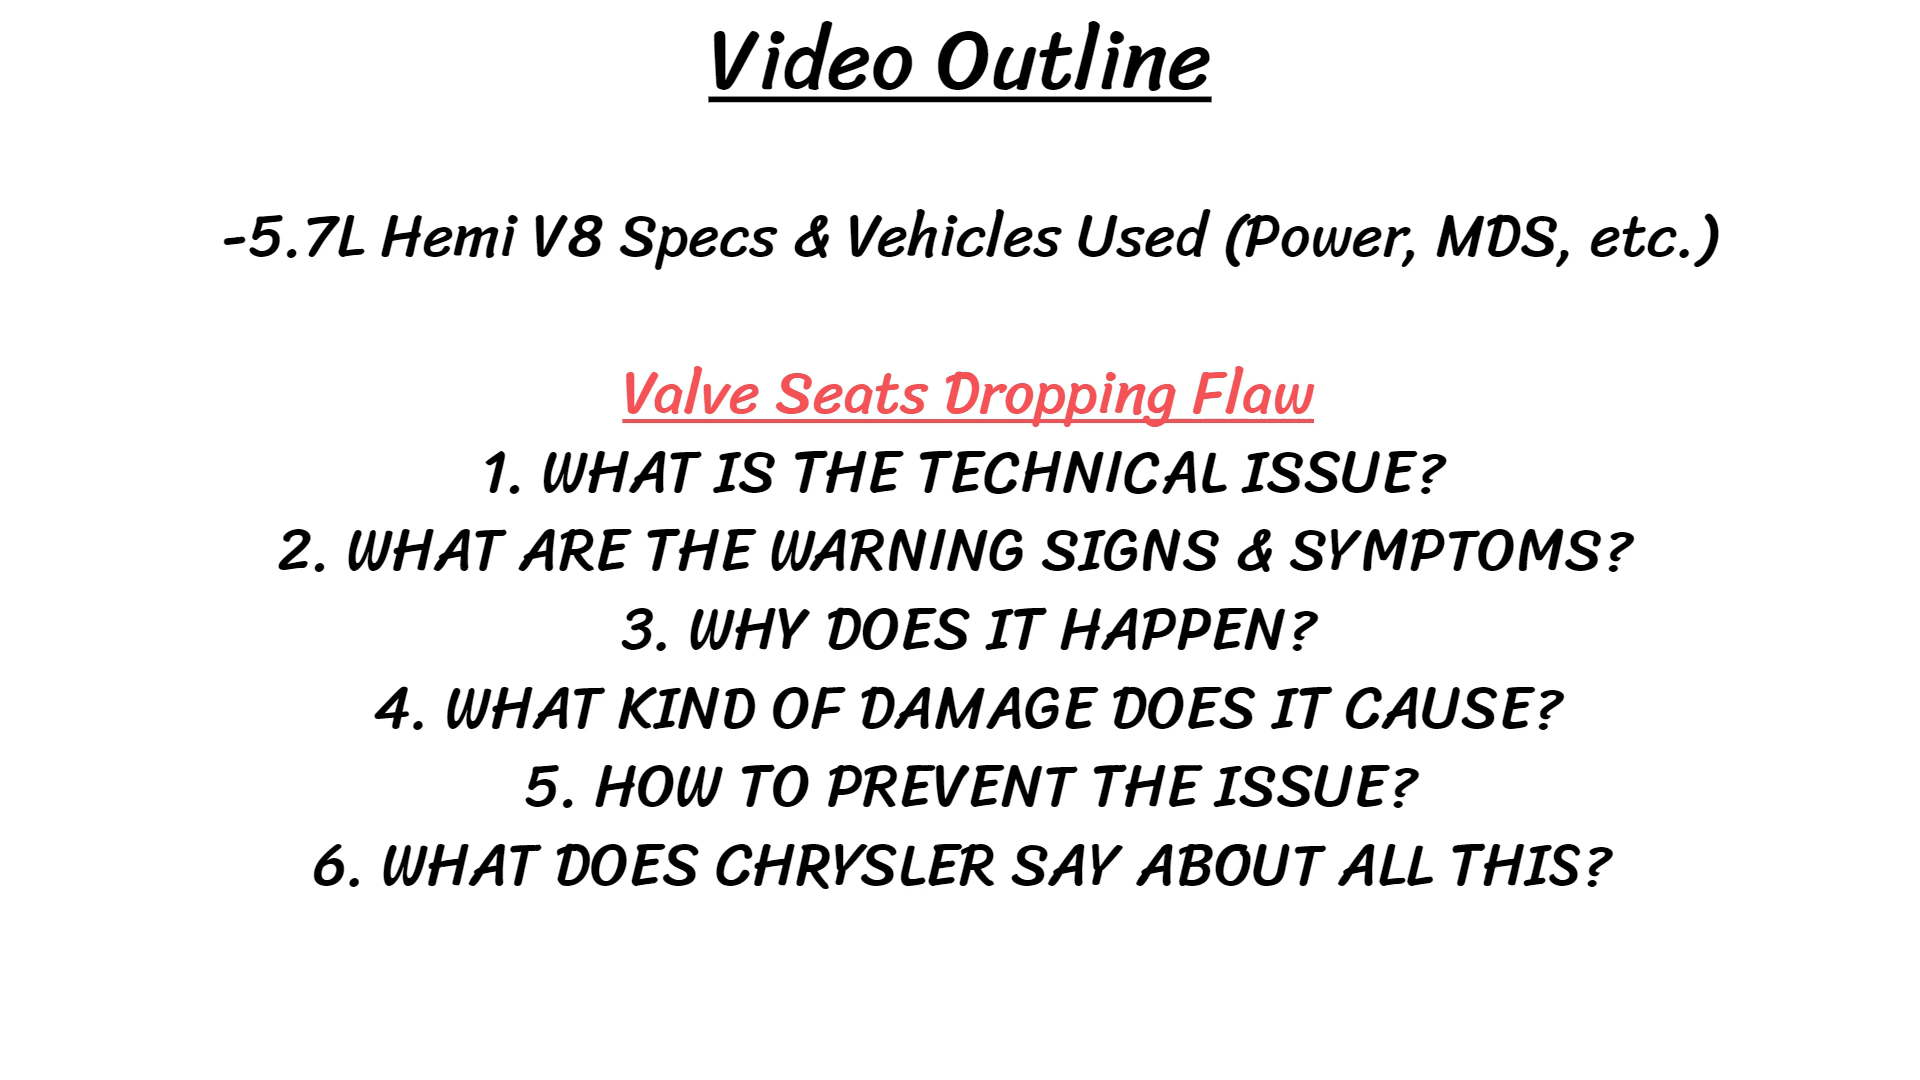 Video Outline
-5.7L Hemi V8 Specs & Vehicles Used (Power, MDS, etc.)
Valve Seats Dropping Flaw
1. WHAT IS THE TECHNICAL ISSUE?
2. WHAT ARE THE WARNING SIGNS & SYMPTOMS?
3. WHY DOES IT HAPPEN?
4. WHAT KIND OF DAMAGE DOES IT CAUSE?
5. HOW TO PREVENT THE ISSUE?
6. WHAT DOES CHRYSLER SAY ABOUT ALL THIS?